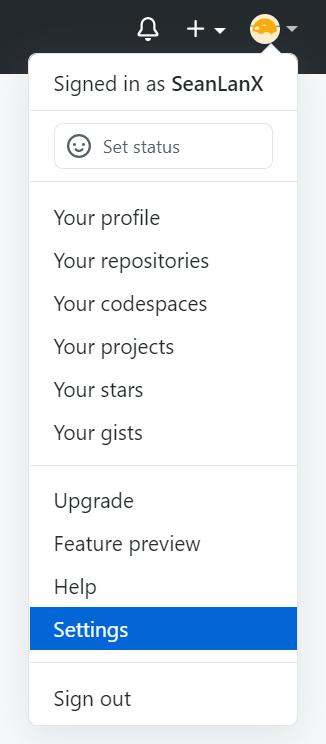 Signed in as SeanLanX
Set status
Your profile
Your repositories
Your codespaces
Your projects
Your stars
Your gists
Upgrade
Feature preview
Help
Settings
Sign out